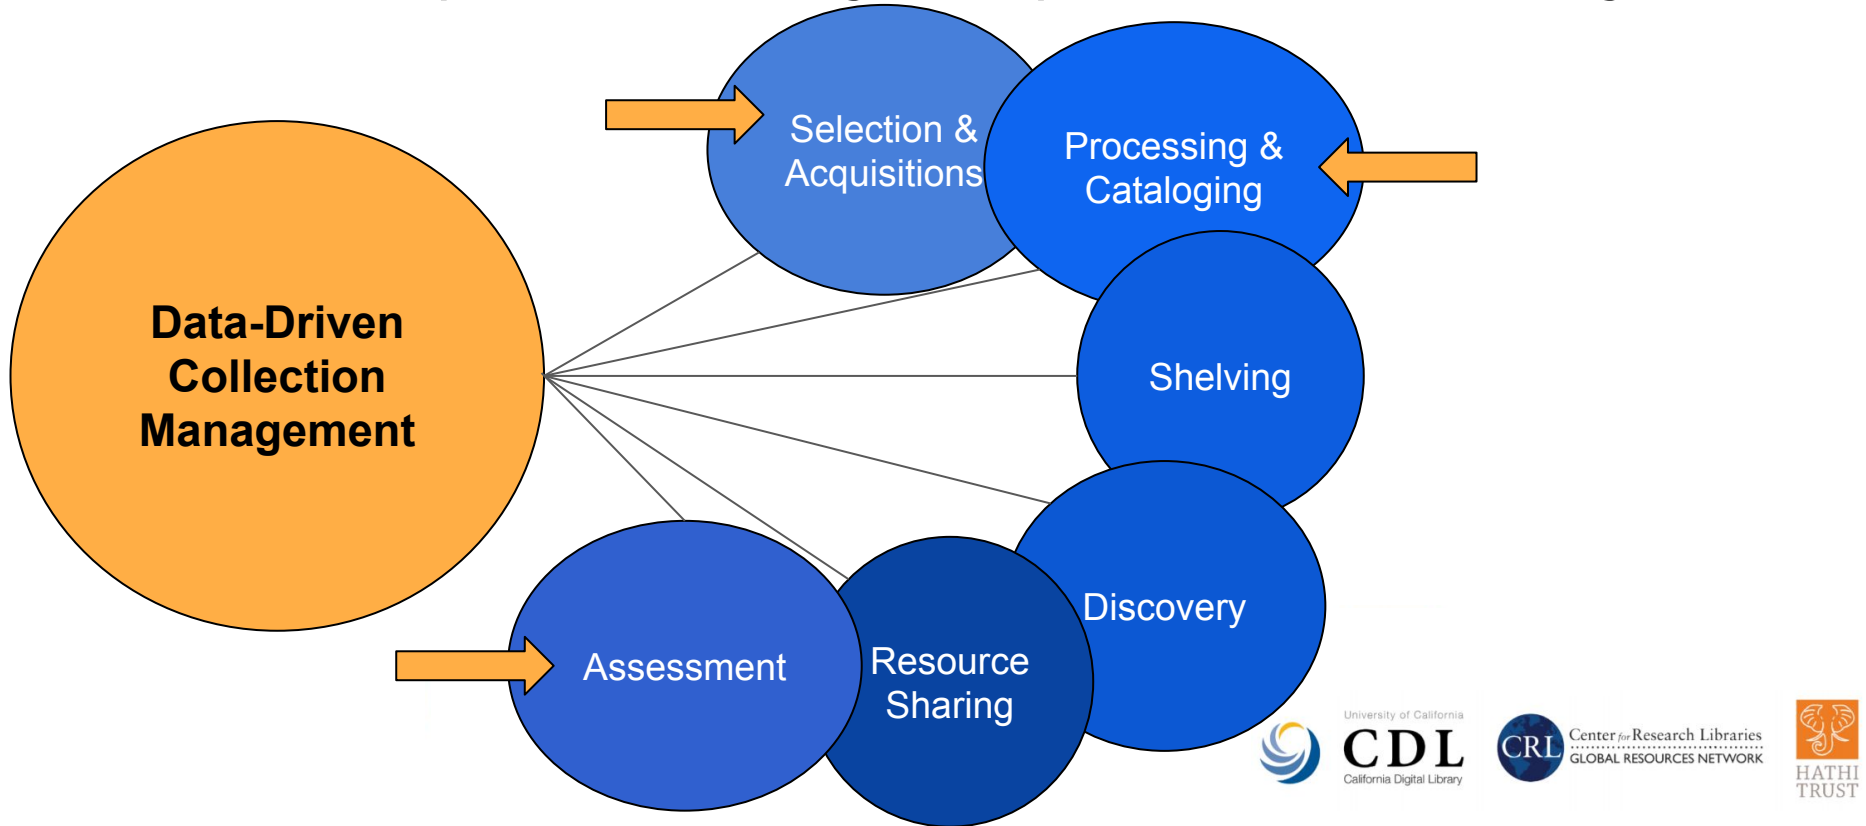 Selection &
Acquisitions
Processing &
Cataloging
Data-Driven
Collection
Management
Shelving
Discovery
Assessment
Resource
Sharing
University of California
CDL
California Digital Library
CRL
Center for Research Libraries
GLOBAL RESOURCES NETWORK
HATHI
TRUST